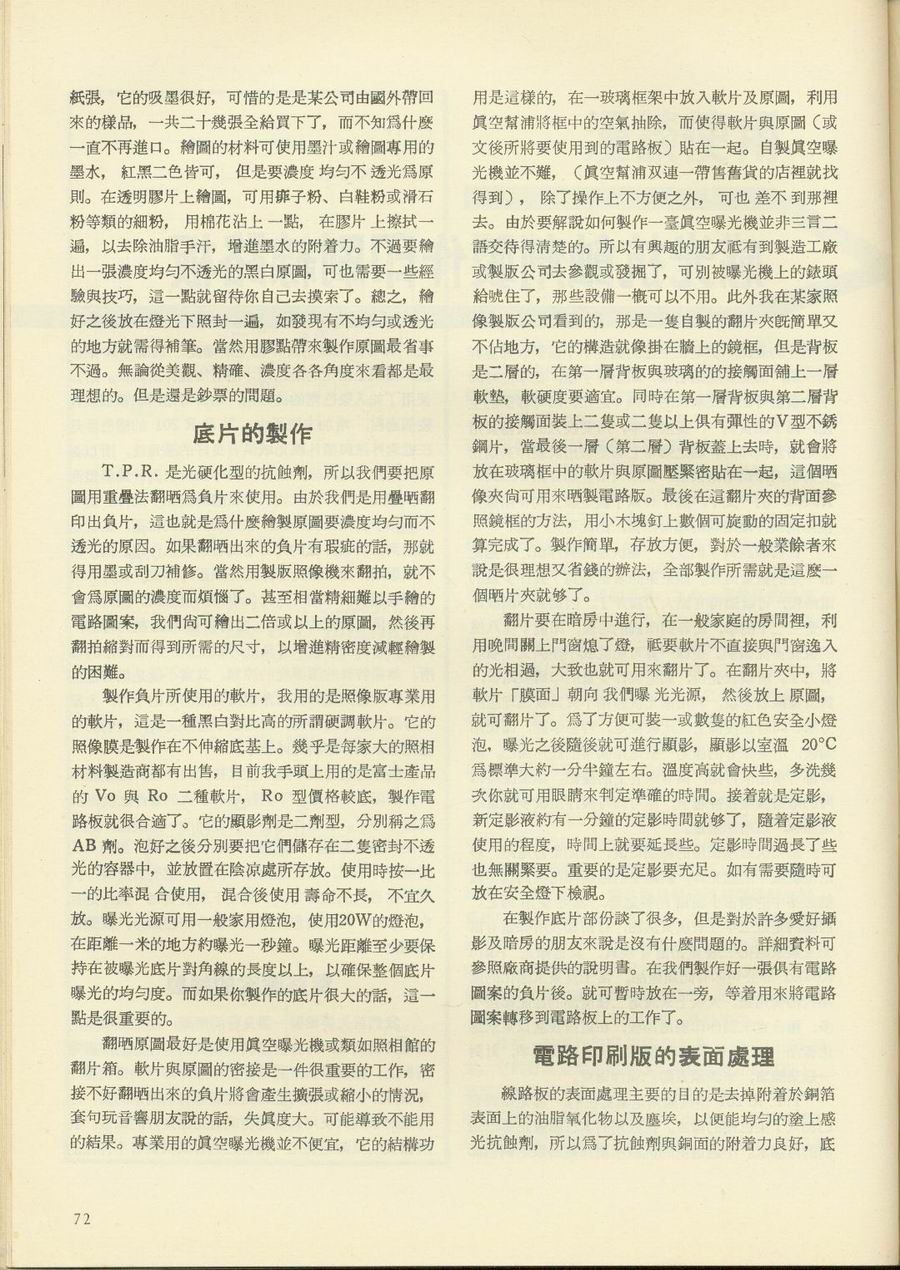 紙張，它的吸墨很好，可惜的是是某公司由國外帶回
來的樣品，一共二十幾張全給買下了，而不知爲什麼
一直不再進口。繪圖的材料可使用墨汁或繪圖專用的
墨水，紅黑二色皆可，但是要濃度均勻不透光爲原
則。在透明膠片上繪圖，可用痱子粉、白鞋粉或滑石
粉等類的細粉，用棉花沾上一點，在膠片上擦拭一
遍，以去除油脂手汗，增進墨水的附着力。不過要繪
出一張濃度均勻不透光的黑白原圖，可也需要一些經
驗與技巧，這一點就留待你自己去摸索了。總之，繪
好之後放在燈光下照封一遍，如發現有不均勻或透光
的地方就需得補筆。當然用膠點帶來製作原圖最省事
不過。無論從美觀、精確、濃度各各角度來看都是最
理想的。但是還是鈔票的問題。
底片的製作
T.P.R. 是光硬化型的抗蝕劑，所以我們要把原
圖用重疊法翻晒爲負片來使用。由於我們是用疊晒翻
印出負片，這也就是爲什麼繪製原圖要濃度均勻而不
透光的原因。如果翻晒出來的負片有瑕疵的話，那就
得用墨或刮刀補修。當然用製版照像機來翻拍，就不
會爲原圖的濃度而煩惱了。甚至相當精細難以手繪的
電路圖案，我們尙可繪出二倍或以上的原圖，然後再
翻拍縮對而得到所需的尺寸，以增進精密度減輕繪製
的困難。
製作負片所使用的軟片，我用的是照像版專業用
的軟片，這是一種黑白對比高的所謂硬調軟片。它的
照像膜是製作在不伸縮底基上。幾乎是每家大的照相
材料製造商都有出售，目前我手頭上用的是富士產品
的 Vo 與 Ro 二種軟片，Ro 型價格較底，製作電
路板就很合適了。它的顯影劑是二劑型，分別稱之爲
AB 劑。泡好之後分別要把它們儲存在二隻密封不透
光的容器中，並放置在陰凉處所存放。使用時按一比
一的比率混合使用，混合後使用壽命不長，不宜久
放。曝光光源可用一般家用燈泡，使用20W的燈泡，
在距離一米的地方約曝光一秒鐘。曝光距離至少要保
持在被曝光底片對角線的長度以上，以確保整個底片
曝光的均勻度。而如果你製作的底片很大的話，這一
點是很重要的。
翻晒原圖最好是使用眞空曝光機或類如照相館的
翻片箱。軟片與原圖的密接是一件很重要的工作，密
接不好翻晒出來的負片將會產生擴張或縮小的情況，
套句玩音響朋友說的話，失眞度大。可能導致不能用
的結果。專業用的眞空曝光機並不便宜，它的結構功
用是這樣的，在一玻璃框架中放入軟片及原圖，利用
眞空幫浦將框中的空氣抽除，而使得軟片與原圖（或
文後所將要使用到的電路板）貼在一起。自製眞空曝
光機並不難，（眞空幫浦双連一帶售舊貨的店裡就找
得到），除了操作上不方便之外，可也差不到那裡
去。由於要解說如何製作一臺眞空曝光機並非三言二
語交待得清楚的。所以有興趣的朋友祗有到製造工廠
或製版公司去參觀或發掘了，可別被曝光機上的錶頭
給唬住了，那些設備一概可以不用。此外我在某家照
像製版公司看到的，那是一隻自製的翻片夾旣簡單又
不佔地方，它的構造就像掛在牆上的鏡框，但是背板
是二層的，在第一層背板與玻璃的的接觸面舖上一層
軟墊，軟硬度要適宜。同時在第一層背板與第二層背
板的接觸面裝上二隻或二隻以上俱有彈性的V型不銹
鋼片，當最後一層（第二層）背板蓋上去時，就會將
放在玻璃框中的軟片與原圖壓緊密貼在一起，這個晒
像夾尙可用來晒製電路版。最後在這翻片夾的背面參
照鏡框的方法，用小木塊釘上數個可旋動的固定扣就
算完成了。製作簡單，存放方便，對於一般業餘者來
說是很理想又省錢的辦法，全部製作所需就是這麼一
個晒片夾就够了。
翻片要在暗房中進行，在一般家庭的房間裡，利
用晚間關上門窗熄了燈，祗要軟片不直接與門窗逸入
的光相遇，大致也就可用來翻片了。在翻片夾中，將
軟片「膜面」朝向我們曝光光源，然後放上原圖，
就可翻片了。爲了方便可裝一或數隻的紅色安全小燈
泡，曝光之後隨後就可進行顯影，顯影以室溫 20°C
爲標準大約一分半鐘左右。溫度高就會快些，多洗幾
次你就可用眼睛來判定準確的時間。接着就是定影，
新定影液約有一分鐘的定影時間就够了，隨着定影液
使用的程度，時間上就要延長些。定影時間過長了些
也無關緊要。重要的是定影要充足。如有需要隨時可
放在安全燈下檢視。
在製作底片部份談了很多，但是對於許多愛好攝
影及暗房的朋友來說是沒有什麼問題的。詳細資料可
參照廠商提供的說明書。在我們製作好一張俱有電路
圖案的負片後。就可暫時放在一旁，等着用來將電路
圖案轉移到電路板上的工作了。
電路印刷版的表面處理
線路板的表面處理主要的目的是去掉附着於銅箔
表面上的油脂氧化物以及塵埃，以便能均勻的塗上感
光抗蝕劑，所以爲了抗蝕劑與銅面的附着力良好，底
72